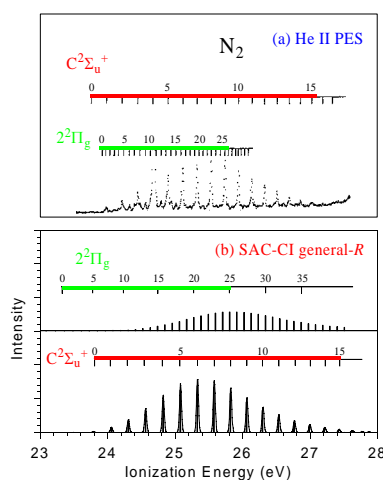 N₂
(a) He II PES
C²Σᵤ⁺
0 5 10 15
2²Π_g
0 5 10 15 20 25
(b) SAC-CI general-R
2²Π_g
0 5 10 15 20 25 30 35
C²Σᵤ⁺
0 5 10 15
Intensity
23 24 25 26 27 28
Ionization Energy (eV)